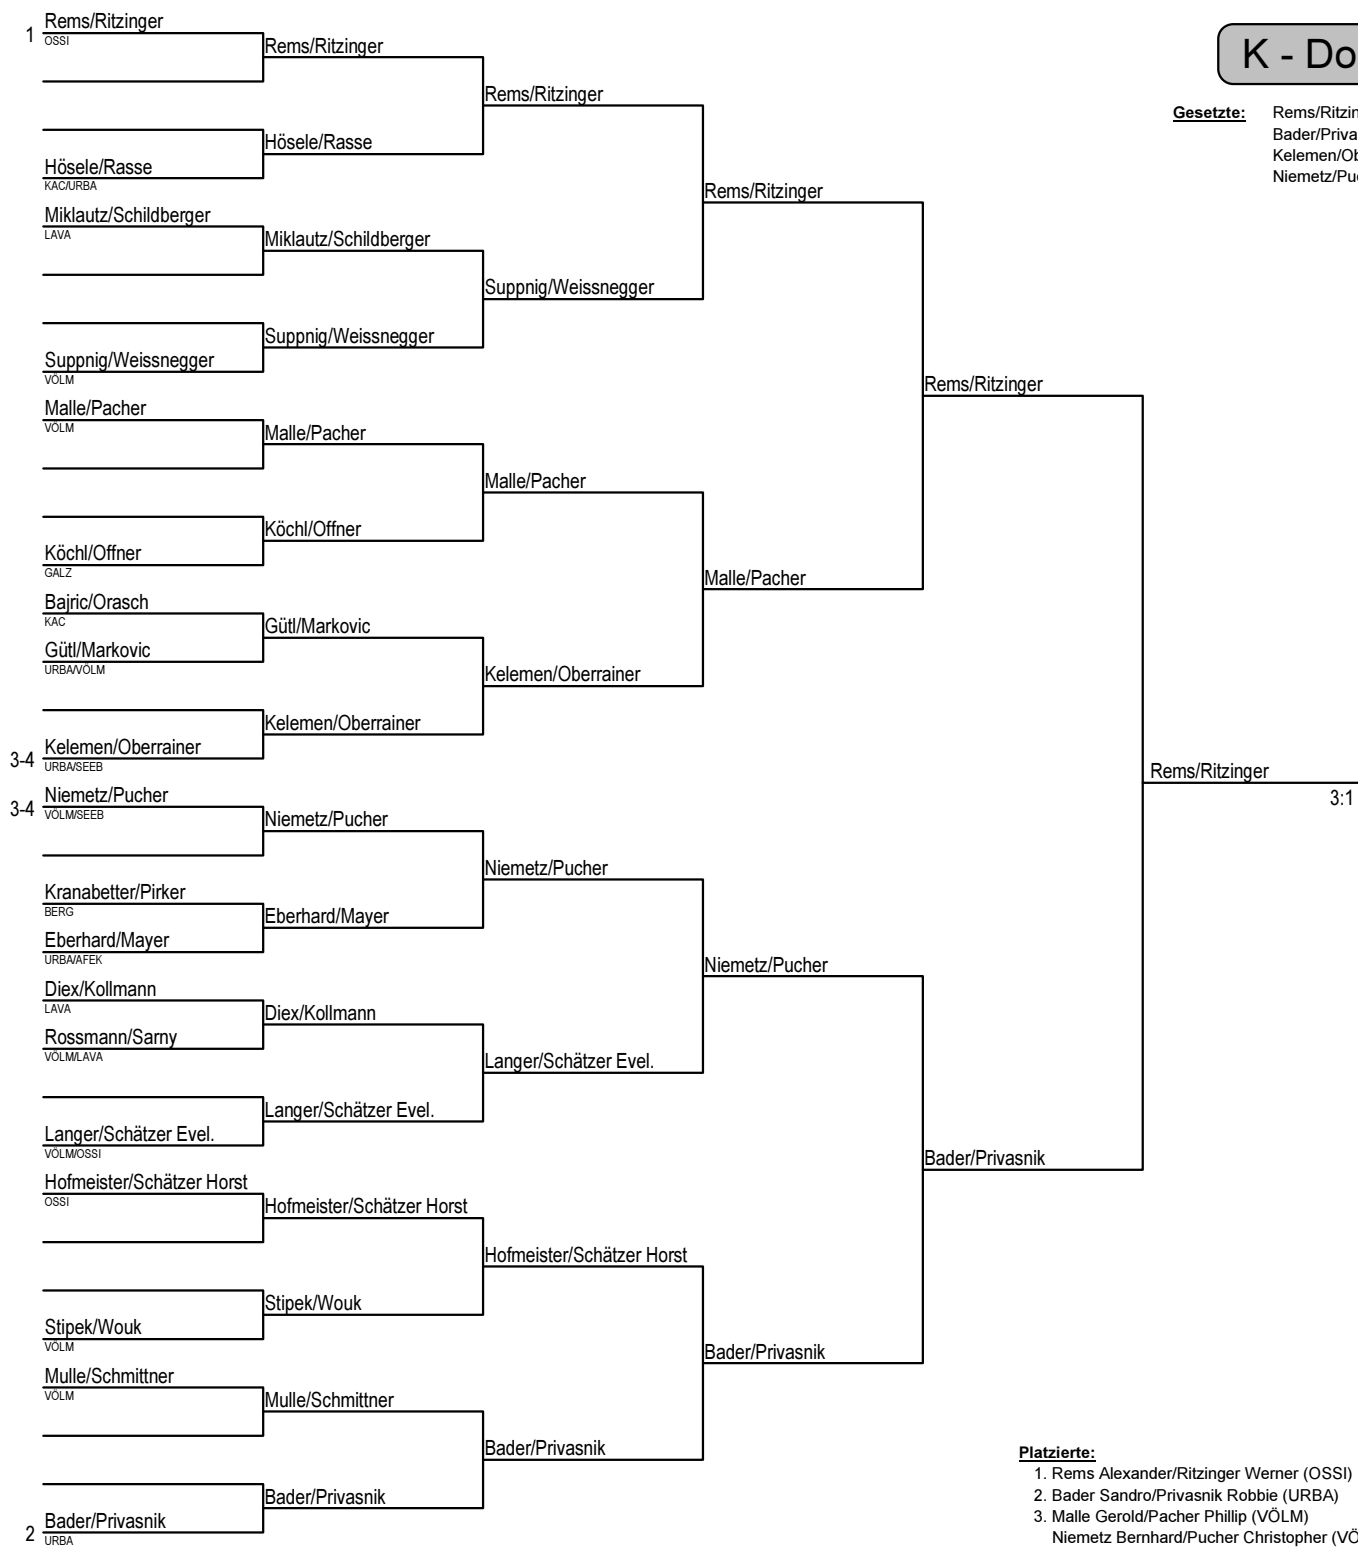 K - Do
Gesetzte:
Rems/Ritzin
Bader/Priva
Kelemen/Ob
Niemetz/Puc
1
Rems/Ritzinger
OSSI
Hösele/Rasse
KAC/URBA
Miklautz/Schildberger
LAVA
Suppnig/Weissnegger
VÖLM
Malle/Pacher
VÖLM
Köchl/Offner
GALZ
Bajric/Orasch
KAC
Gütl/Markovic
URBA/VÖLM
3-4
Kelemen/Oberrainer
URBA/SEEB
3-4
Niemetz/Pucher
VÖLM/SEEB
Kranabetter/Pirker
BERG
Eberhard/Mayer
URBA/AFEK
Diex/Kollmann
LAVA
Rossmann/Sarny
VÖLM/LAVA
Langer/Schätzer Evel.
VÖLM/OSSI
Hofmeister/Schätzer Horst
OSSI
Stipek/Wouk
VÖLM
Mulle/Schmittner
VÖLM
2
Bader/Privasnik
URBA
Rems/Ritzinger
Hösele/Rasse
Miklautz/Schildberger
Suppnig/Weissnegger
Malle/Pacher
Köchl/Offner
Gütl/Markovic
Kelemen/Oberrainer
Niemetz/Pucher
Eberhard/Mayer
Diex/Kollmann
Langer/Schätzer Evel.
Hofmeister/Schätzer Horst
Stipek/Wouk
Mulle/Schmittner
Bader/Privasnik
Rems/Ritzinger
Suppnig/Weissnegger
Malle/Pacher
Kelemen/Oberrainer
Niemetz/Pucher
Langer/Schätzer Evel.
Hofmeister/Schätzer Horst
Bader/Privasnik
Rems/Ritzinger
Malle/Pacher
Niemetz/Pucher
Bader/Privasnik
Rems/Ritzinger
Bader/Privasnik
Rems/Ritzinger
3:1
Platzierte:
1. Rems Alexander/Ritzinger Werner (OSSI)
2. Bader Sandro/Privasnik Robbie (URBA)
3. Malle Gerold/Pacher Phillip (VÖLM)
Niemetz Bernhard/Pucher Christopher (VÖ